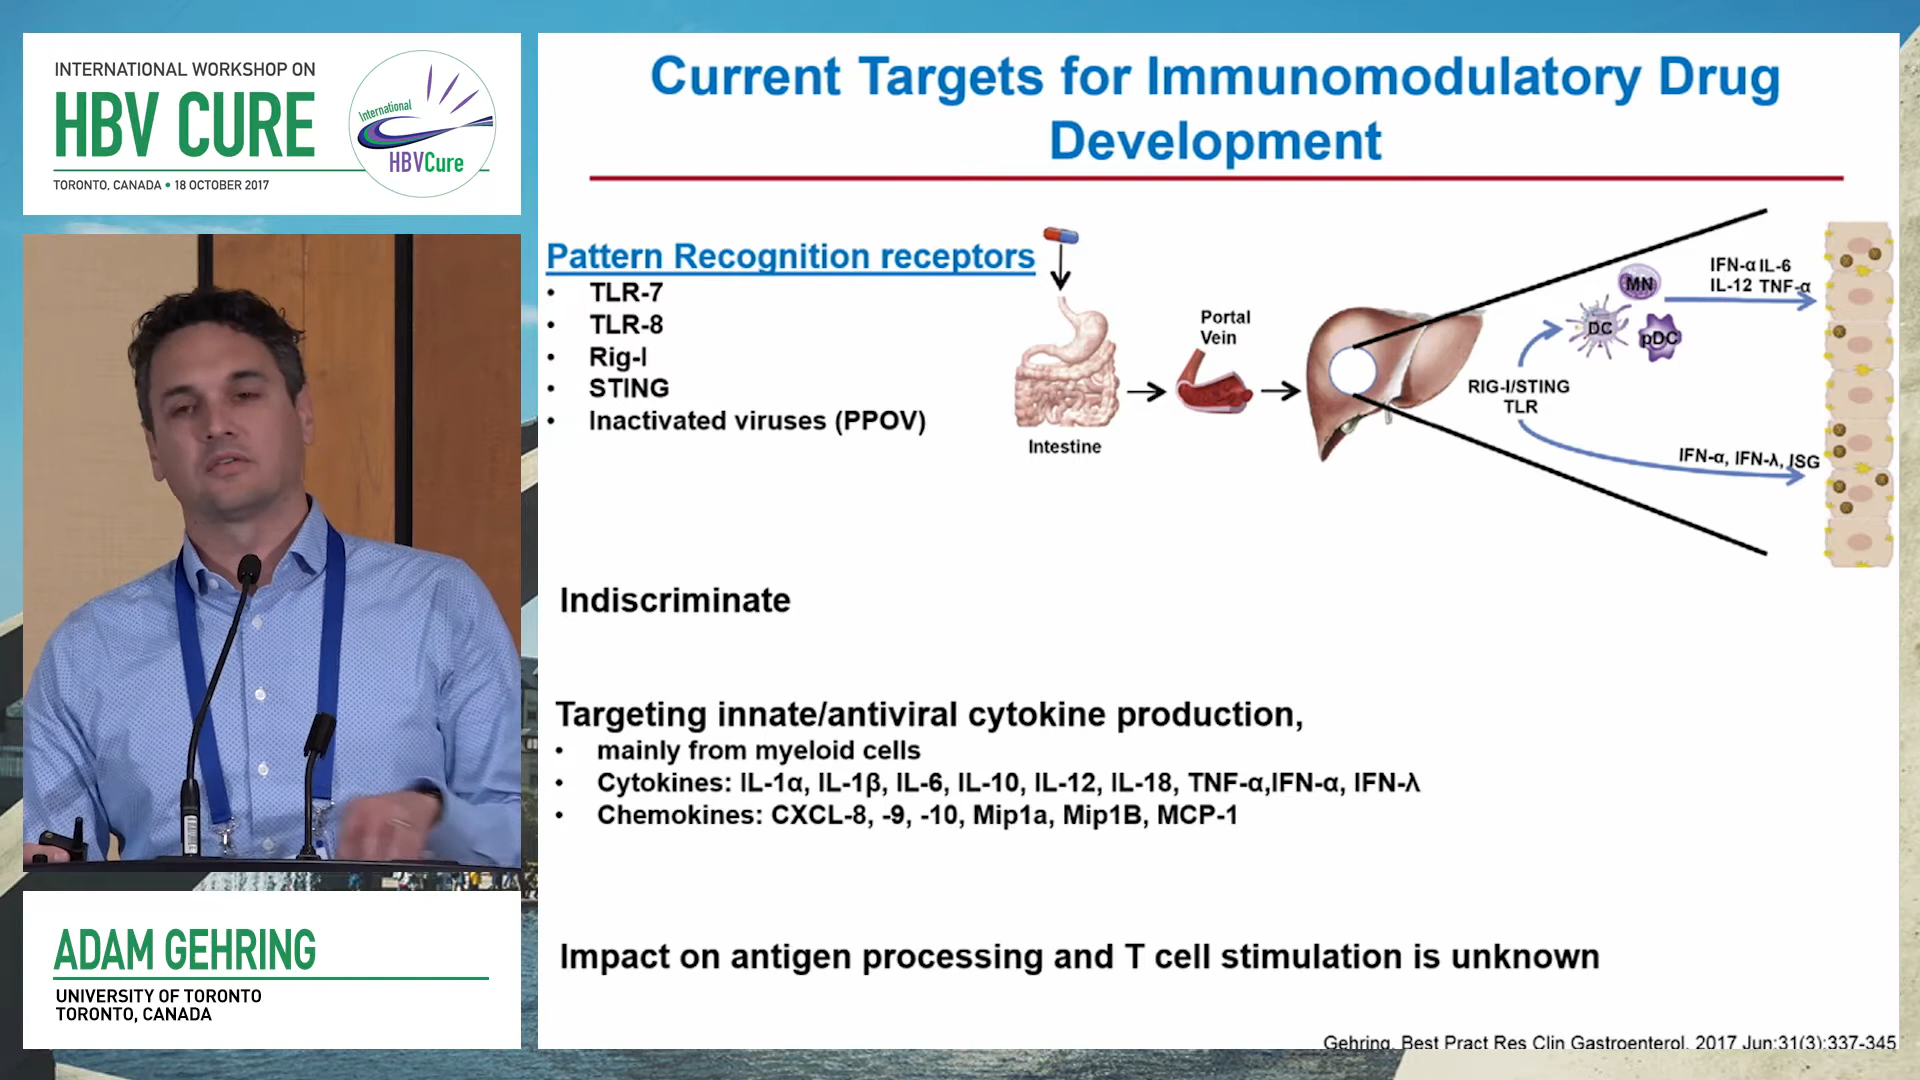 INTERNATIONAL WORKSHOP ON
HBV CURE
TORONTO, CANADA • 18 OCTOBER 2017
International
HBVCure
ADAM GEHRING
UNIVERSITY OF TORONTO
TORONTO, CANADA
Current Targets for Immunomodulatory Drug
Development
Pattern Recognition receptors
• TLR-7
• TLR-8
• Rig-I
• STING
• Inactivated viruses (PPOV)
Intestine
Portal
Vein
RIG-I/STING
TLR
MN
DC
pDC
IFN-α IL-6
IL-12 TNF-α
IFN-α, IFN-λ, ISG
Indiscriminate
Targeting innate/antiviral cytokine production,
• mainly from myeloid cells
• Cytokines: IL-1α, IL-1β, IL-6, IL-10, IL-12, IL-18, TNF-α,IFN-α, IFN-λ
• Chemokines: CXCL-8, -9, -10, Mip1a, Mip1B, MCP-1
Impact on antigen processing and T cell stimulation is unknown
Gehring. Best Pract Res Clin Gastroenterol. 2017 Jun;31(3):337-345